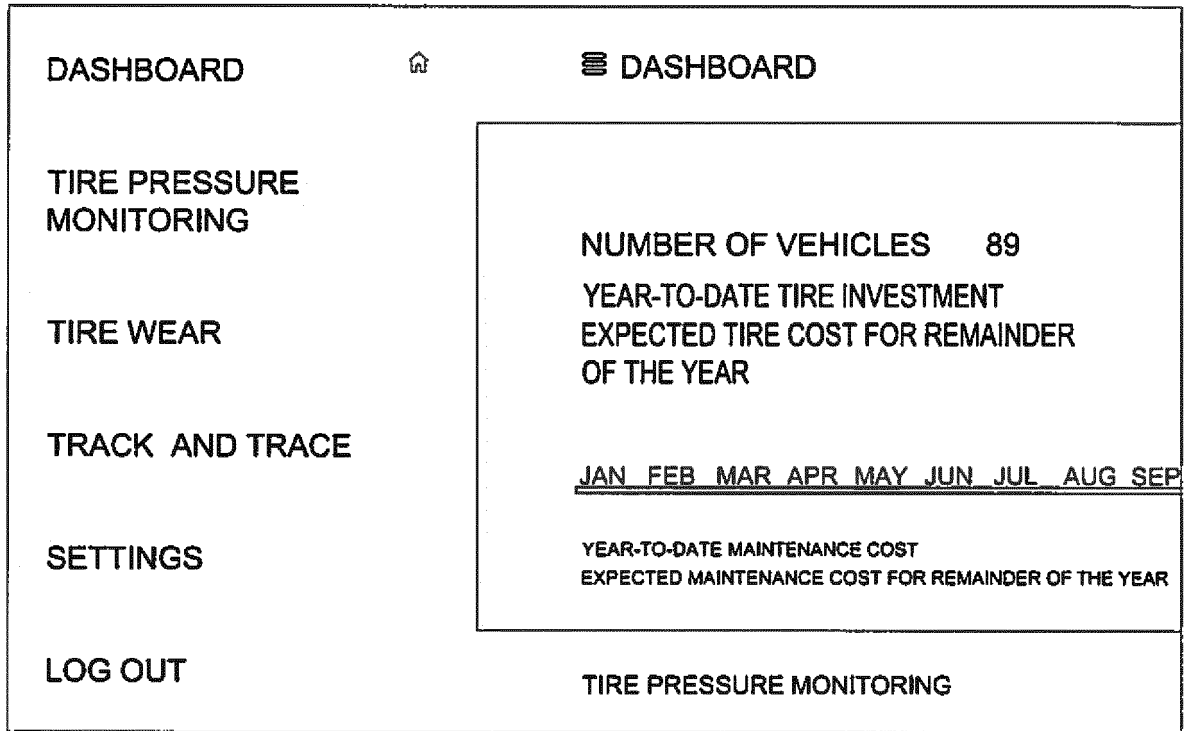 DASHBOARD
TIRE PRESSURE
MONITORING
TIRE WEAR
TRACK AND TRACE
SETTINGS
LOG OUT
DASHBOARD
NUMBER OF VEHICLES 89
YEAR-TO-DATE TIRE INVESTMENT
EXPECTED TIRE COST FOR REMAINDER
OF THE YEAR
JAN FEB MAR APR MAY JUN JUL AUG SEP
YEAR-TO-DATE MAINTENANCE COST
EXPECTED MAINTENANCE COST FOR REMAINDER OF THE YEAR
TIRE PRESSURE MONITORING